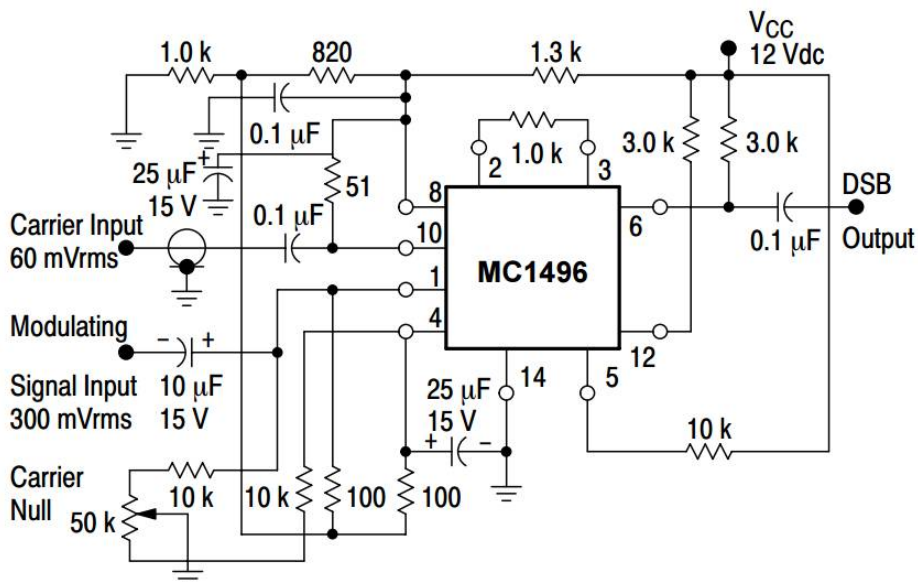 VCC
12 Vdc
1.0 k
820
1.3 k
0.1 μF
1.0 k
3.0 k
3.0 k
2
3
25 μF
+
15 V
51
8
6
DSB
Output
0.1 μF
Carrier Input
60 mVrms
0.1 μF
10
MC1496
1
Modulating
Signal Input
300 mVrms
- +
10 μF
15 V
4
12
14
5
25 μF
15 V
+ -
10 k
Carrier
Null
50 k
10 k
10 k
100
100